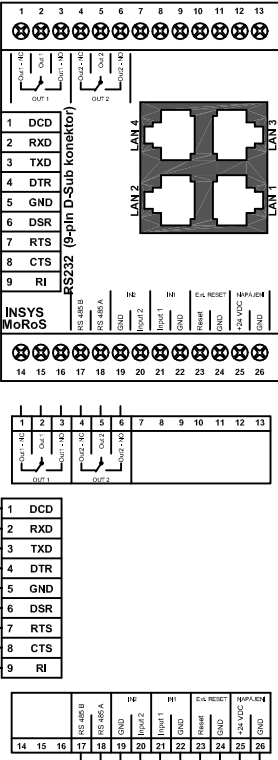 1 2 3 4 5 6 7 8 9 10 11 12 13
Out1 - NC Out 1 Out1 - NO Out2 - NC Out2 Out2 - NO
OUT 1 OUT 2
1 DCD
2 RXD
3 TXD
4 DTR
5 GND
6 DSR
7 RTS
8 CTS
9 RI
RS232 (9-pin D-Sub konektor)
LAN 4 LAN 3
LAN 2 LAN 1
INSYS
MoRoS
IN2 IN1 Ext. RESET NAPÁJENÍ
RS 485 B RS 485 A GND Input 2 Input 1 GND Reset GND +24 VDC GND
14 15 16 17 18 19 20 21 22 23 24 25 26
1 2 3 4 5 6 7 8 9 10 11 12 13
Out1 - NC Out 1 Out1 - NO Out2 - NC Out2 Out2 - NO
OUT 1 OUT 2
1 DCD
2 RXD
3 TXD
4 DTR
5 GND
6 DSR
7 RTS
8 CTS
9 RI
IN2 IN1 Ext. RESET NAPÁJENÍ
RS 485 B RS 485 A GND Input 2 Input 1 GND Reset GND +24 VDC GND
14 15 16 17 18 19 20 21 22 23 24 25 26